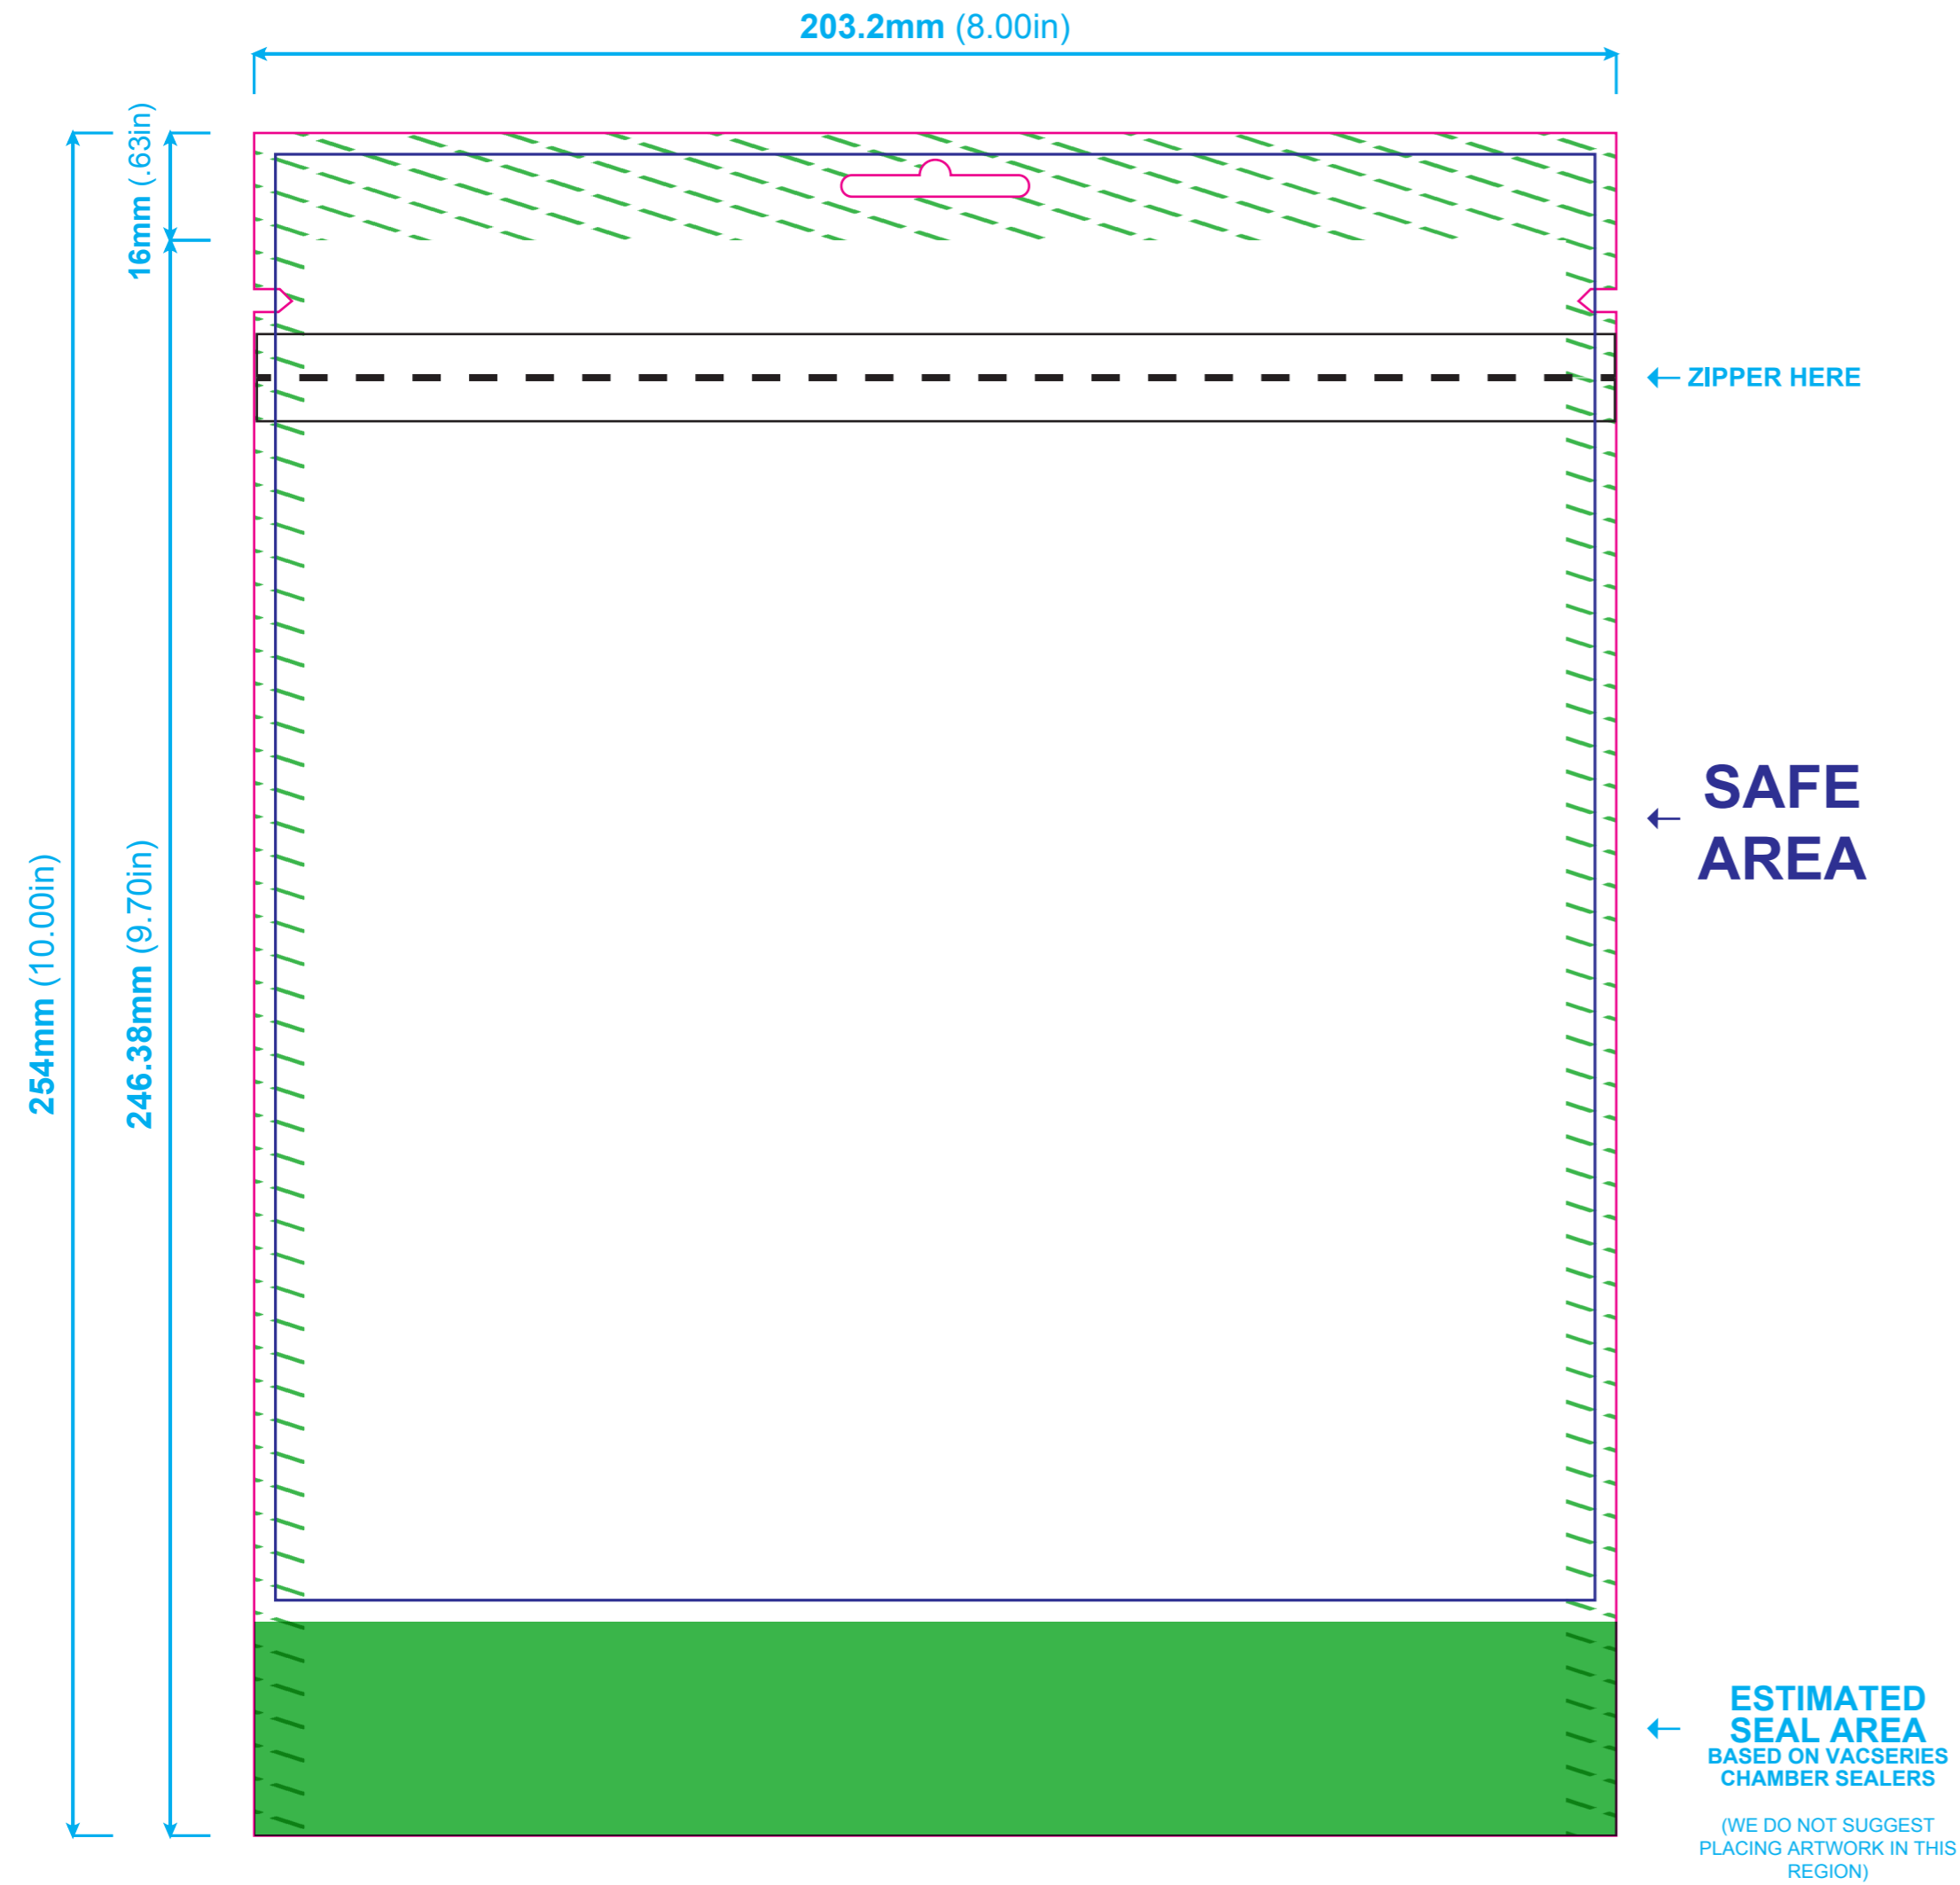 203.2mm (8.00in)
16mm (.63in)
ZIPPER HERE
SAFE
AREA
246.38mm (9.70in)
254mm (10.00in)
ESTIMATED
SEAL AREA
BASED ON VACSERIES
CHAMBER SEALERS
(WE DO NOT SUGGEST
PLACING ARTWORK IN THIS
REGION)